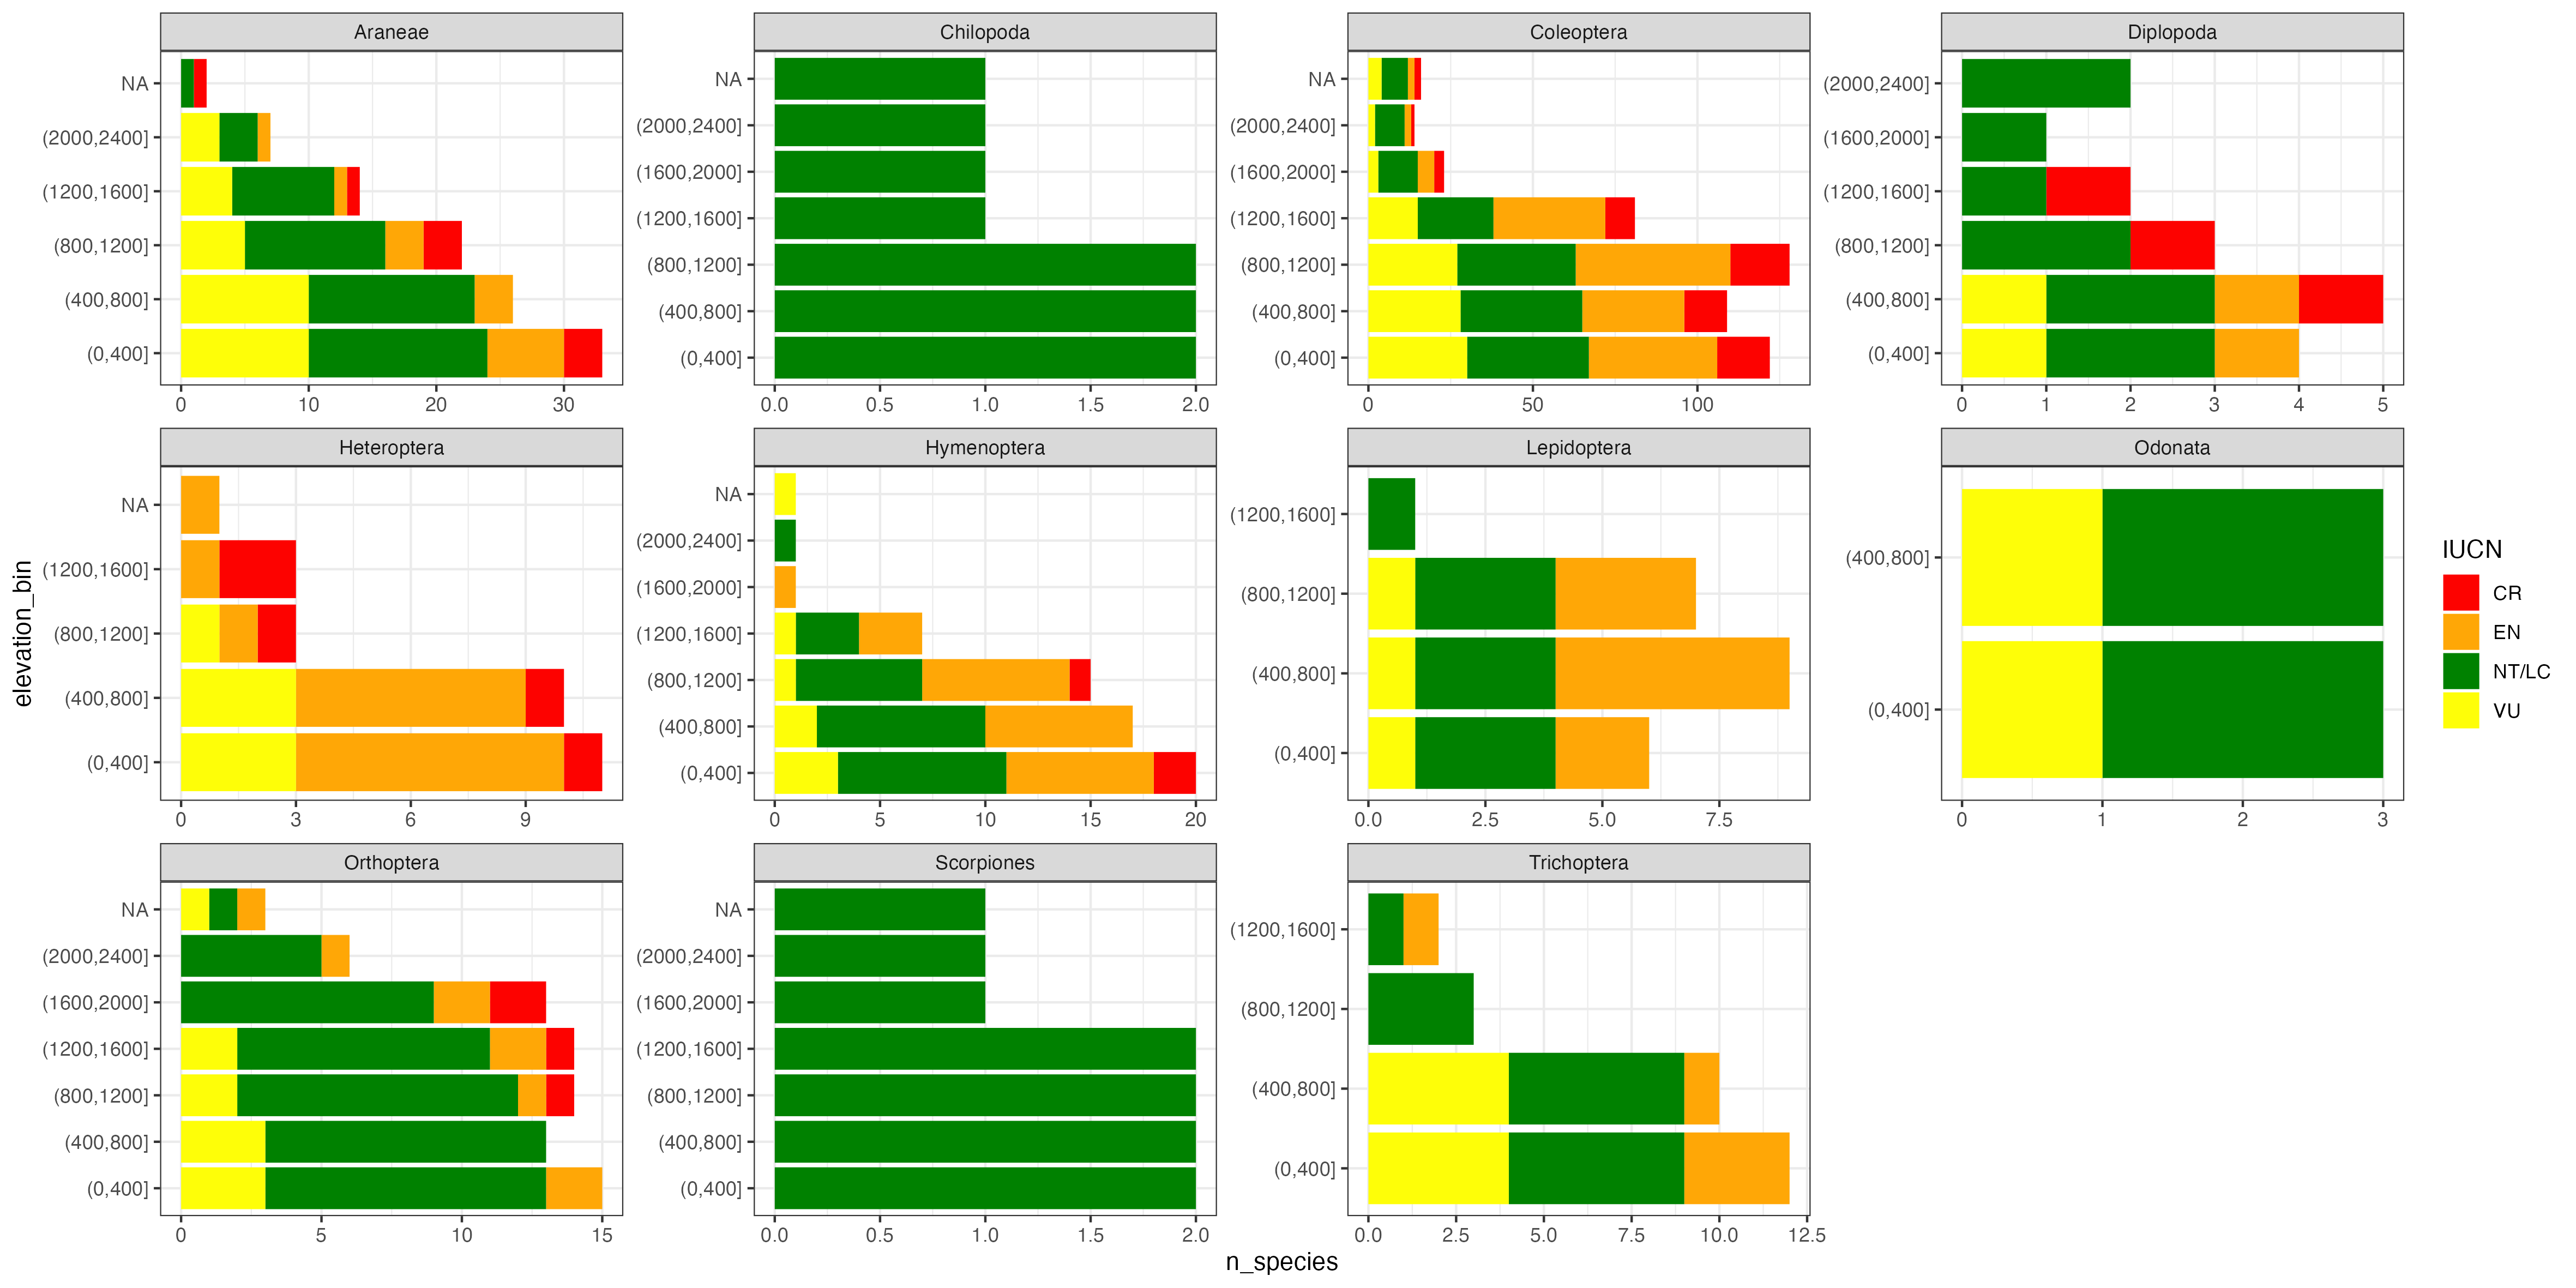 Araneae
NA
(2000,2400]
(1200,1600]
(800,1200]
(400,800]
(0,400]
0 10 20 30
Chilopoda
NA
(2000,2400]
(1600,2000]
(1200,1600]
(800,1200]
(400,800]
(0,400]
0.0 0.5 1.0 1.5 2.0
Coleoptera
NA
(2000,2400]
(1600,2000]
(1200,1600]
(800,1200]
(400,800]
(0,400]
0 50 100
Diplopoda
(2000,2400]
(1600,2000]
(1200,1600]
(800,1200]
(400,800]
(0,400]
0 1 2 3 4 5
Heteroptera
NA
(1200,1600]
(800,1200]
(400,800]
(0,400]
0 3 6 9
Hymenoptera
NA
(2000,2400]
(1600,2000]
(1200,1600]
(800,1200]
(400,800]
(0,400]
0 5 10 15 20
Lepidoptera
(1200,1600]
(800,1200]
(400,800]
(0,400]
0.0 2.5 5.0 7.5
Odonata
(400,800]
(0,400]
0 1 2 3
Orthoptera
NA
(2000,2400]
(1600,2000]
(1200,1600]
(800,1200]
(400,800]
(0,400]
0 5 10 15
Scorpiones
NA
(2000,2400]
(1600,2000]
(1200,1600]
(800,1200]
(400,800]
(0,400]
0.0 0.5 1.0 1.5 2.0
Trichoptera
(1200,1600]
(800,1200]
(400,800]
(0,400]
0.0 2.5 5.0 7.5 10.0 12.5
elevation_bin
n_species
IUCN
CR
EN
NT/LC
VU